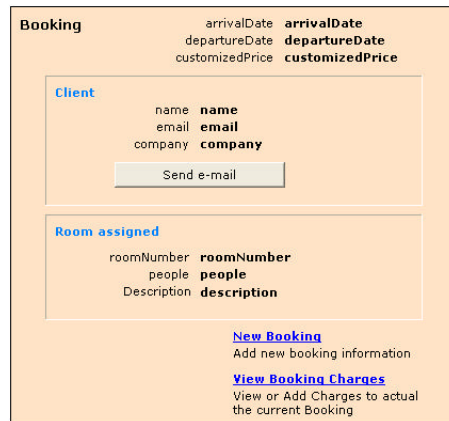 Booking
arrivalDate arrivalDate
departureDate departureDate
customizedPrice customizedPrice
Client
name name
email email
company company
Send e-mail
Room assigned
roomNumber roomNumber
people people
Description description
New Booking
Add new booking information
View Booking Charges
View or Add Charges to actual
the current Booking